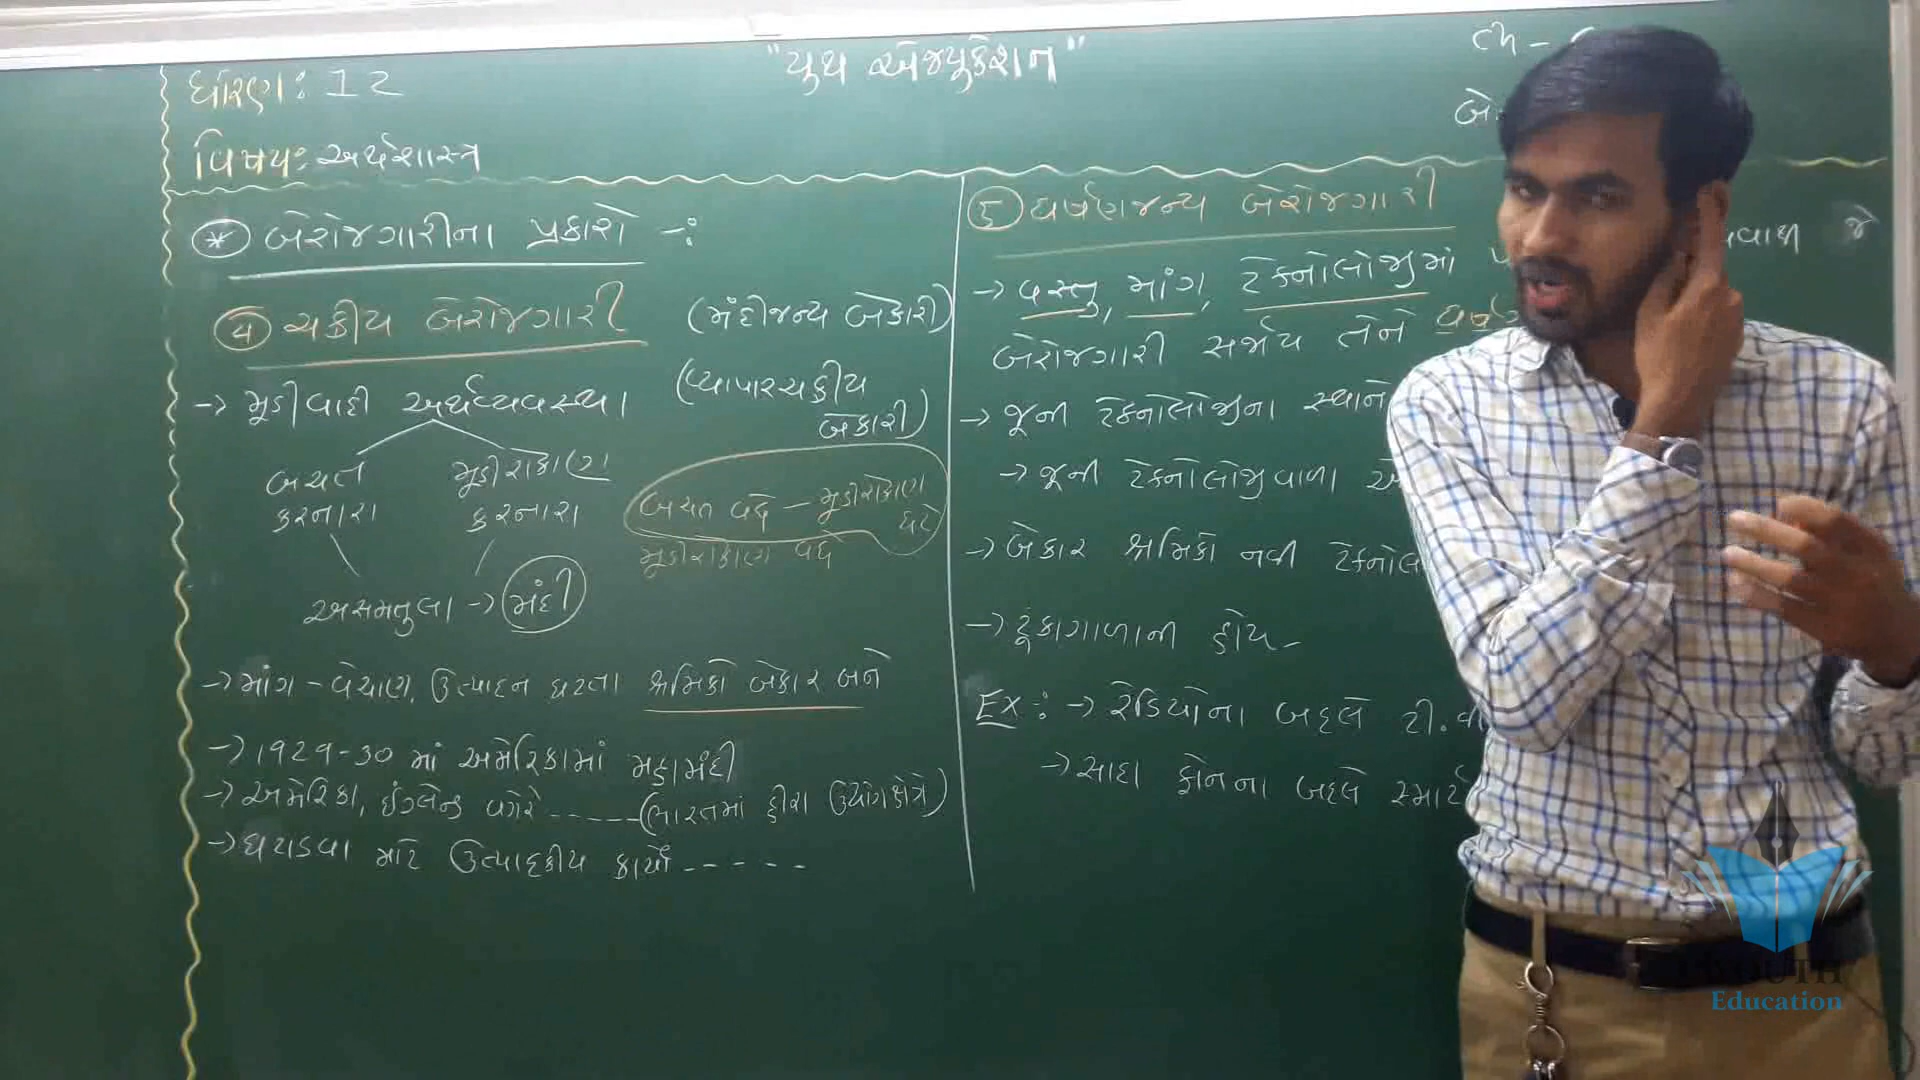 "યુથ એજ્યુકેશન"
ધોરણ: 12
વિષય: અર્થશાસ્ત્ર
* બેરોજગારીના પ્રકારો -:
4 ચક્રીય બેરોજગારી (મંદીજન્ય બેકારી)
(વ્યાપારચક્રીય બેકારી)
→ મૂડીવાદી અર્થવ્યવસ્થા
બચત કરનારા
મૂડીરોકાણ કરનારા
બચત વધે - મૂડીરોકાણ ઘટે
મૂડીરોકાણ વધે
અસમતુલા → મંદી
→ માંગ - વેચાણ, ઉત્પાદન ઘટતા શ્રમિકો બેકાર બને
→ 1929-30 માં અમેરિકામાં મહામંદી
→ અમેરિકા, ઇંગ્લેન્ડ વગેરે ----- (ભારતમાં હીરા ઉદ્યોગક્ષેત્રે)
→ ઘટાડવા માટે ઉત્પાદકીય કાર્યો -----
5 ઘર્ષણજન્ય બેરોજગારી
→ વસ્તુ, માંગ, ટેક્નોલોજીમાં
બેરોજગારી સર્જાય તેને
→ જૂની ટેક્નોલોજીના સ્થાને
→ જૂની ટેક્નોલોજીવાળા
→ બેકાર શ્રમિકો નવી
→ ટૂંકાગાળાની હોય -
Ex: → રેડિયોના બદલે ટી.વી
→ સાદા ફોનના બદલે સ્માર્ટ
YOUTH
Education